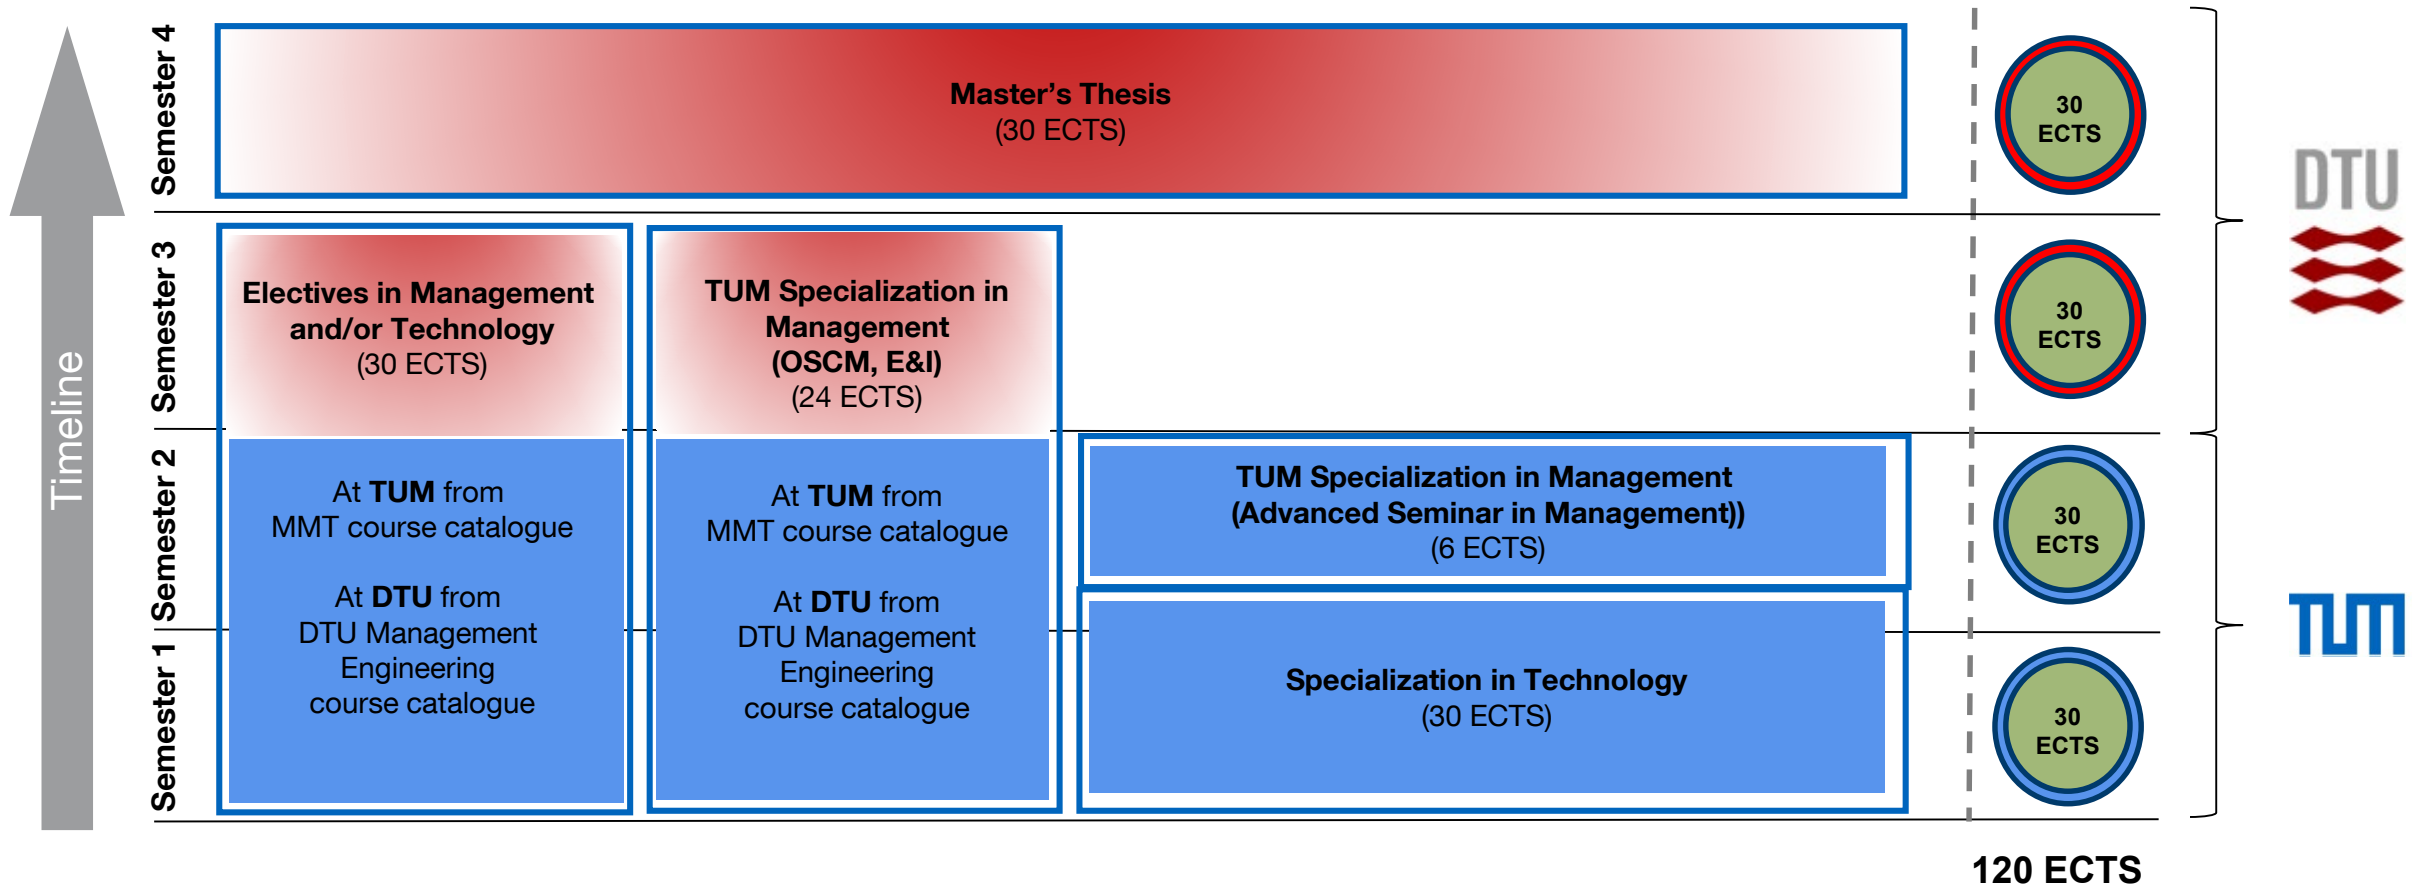 Timeline
Semester 4
Master's Thesis
(30 ECTS)
30
ECTS
Semester 3
Electives in Management
and/or Technology
(30 ECTS)
TUM Specialization in
Management
(OSCM, E&I)
(24 ECTS)
30
ECTS
DTU
Semester 2
At TUM from
MMT course catalogue
At DTU from
DTU Management
Engineering
course catalogue
At TUM from
MMT course catalogue
At DTU from
DTU Management
Engineering
course catalogue
TUM Specialization in Management
(Advanced Seminar in Management))
(6 ECTS)
30
ECTS
Semester 1
Specialization in Technology
(30 ECTS)
30
ECTS
TUM
120 ECTS